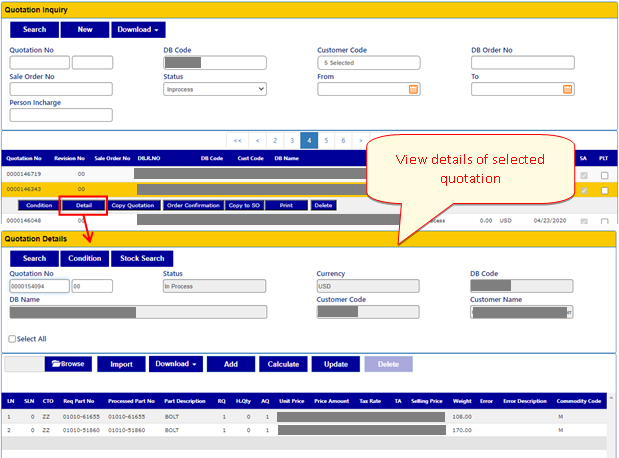 Quotation Inquiry
Search New Download
Quotation No DB Code Customer Code DB Order No
5 Selected
Sale Order No Status From To
Inprocess
Person Incharge
<< < 2 3 4 5 6 >
View details of selected
quotation
Quotation No Revision No Sale Order No DB.R.NO DB Code Cust Code DB Name SA PLT
0000146719 00
0000146343 00
Condition Detail Copy Quotation Order Confirmation Copy to SO Print Delete
0000146048 00 0.00 USD 04/23/2020
Quotation Details
Search Condition Stock Search
Quotation No Status Currency DB Code
0000154094 00 In Process USD
DB Name Customer Code Customer Name
Select All
Browse Import Download Add Calculate Update Delete
LN SLN CTO Req Part No Processed Part No Part Description RQ H.Qty AQ Unit Price Price Amount Tax Rate TA Selling Price Weight Error Error Description Commodity Code
1 0 ZZ 01010-61655 01010-61655 BOLT 1 0 1 108.00 M
2 0 ZZ 01010-51860 01010-51860 BOLT 1 0 1 170.00 M